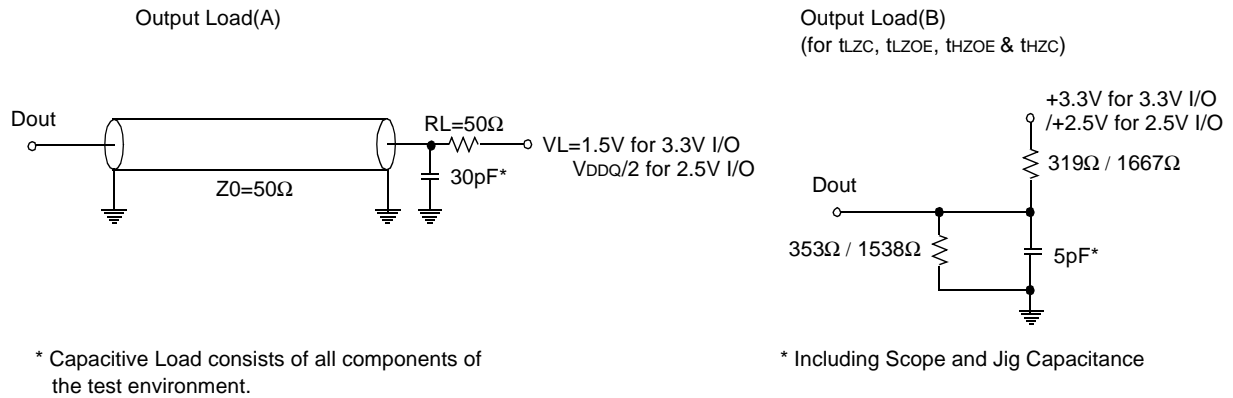 Output Load(A)
Dout
Z0=50Ω
RL=50Ω
30pF*
VL=1.5V for 3.3V I/O
VDDQ/2 for 2.5V I/O
* Capacitive Load consists of all components of
the test environment.
Output Load(B)
(for tLZC, tLZOE, tHZOE & tHZC)
+3.3V for 3.3V I/O
/+2.5V for 2.5V I/O
319Ω / 1667Ω
Dout
353Ω / 1538Ω
5pF*
* Including Scope and Jig Capacitance